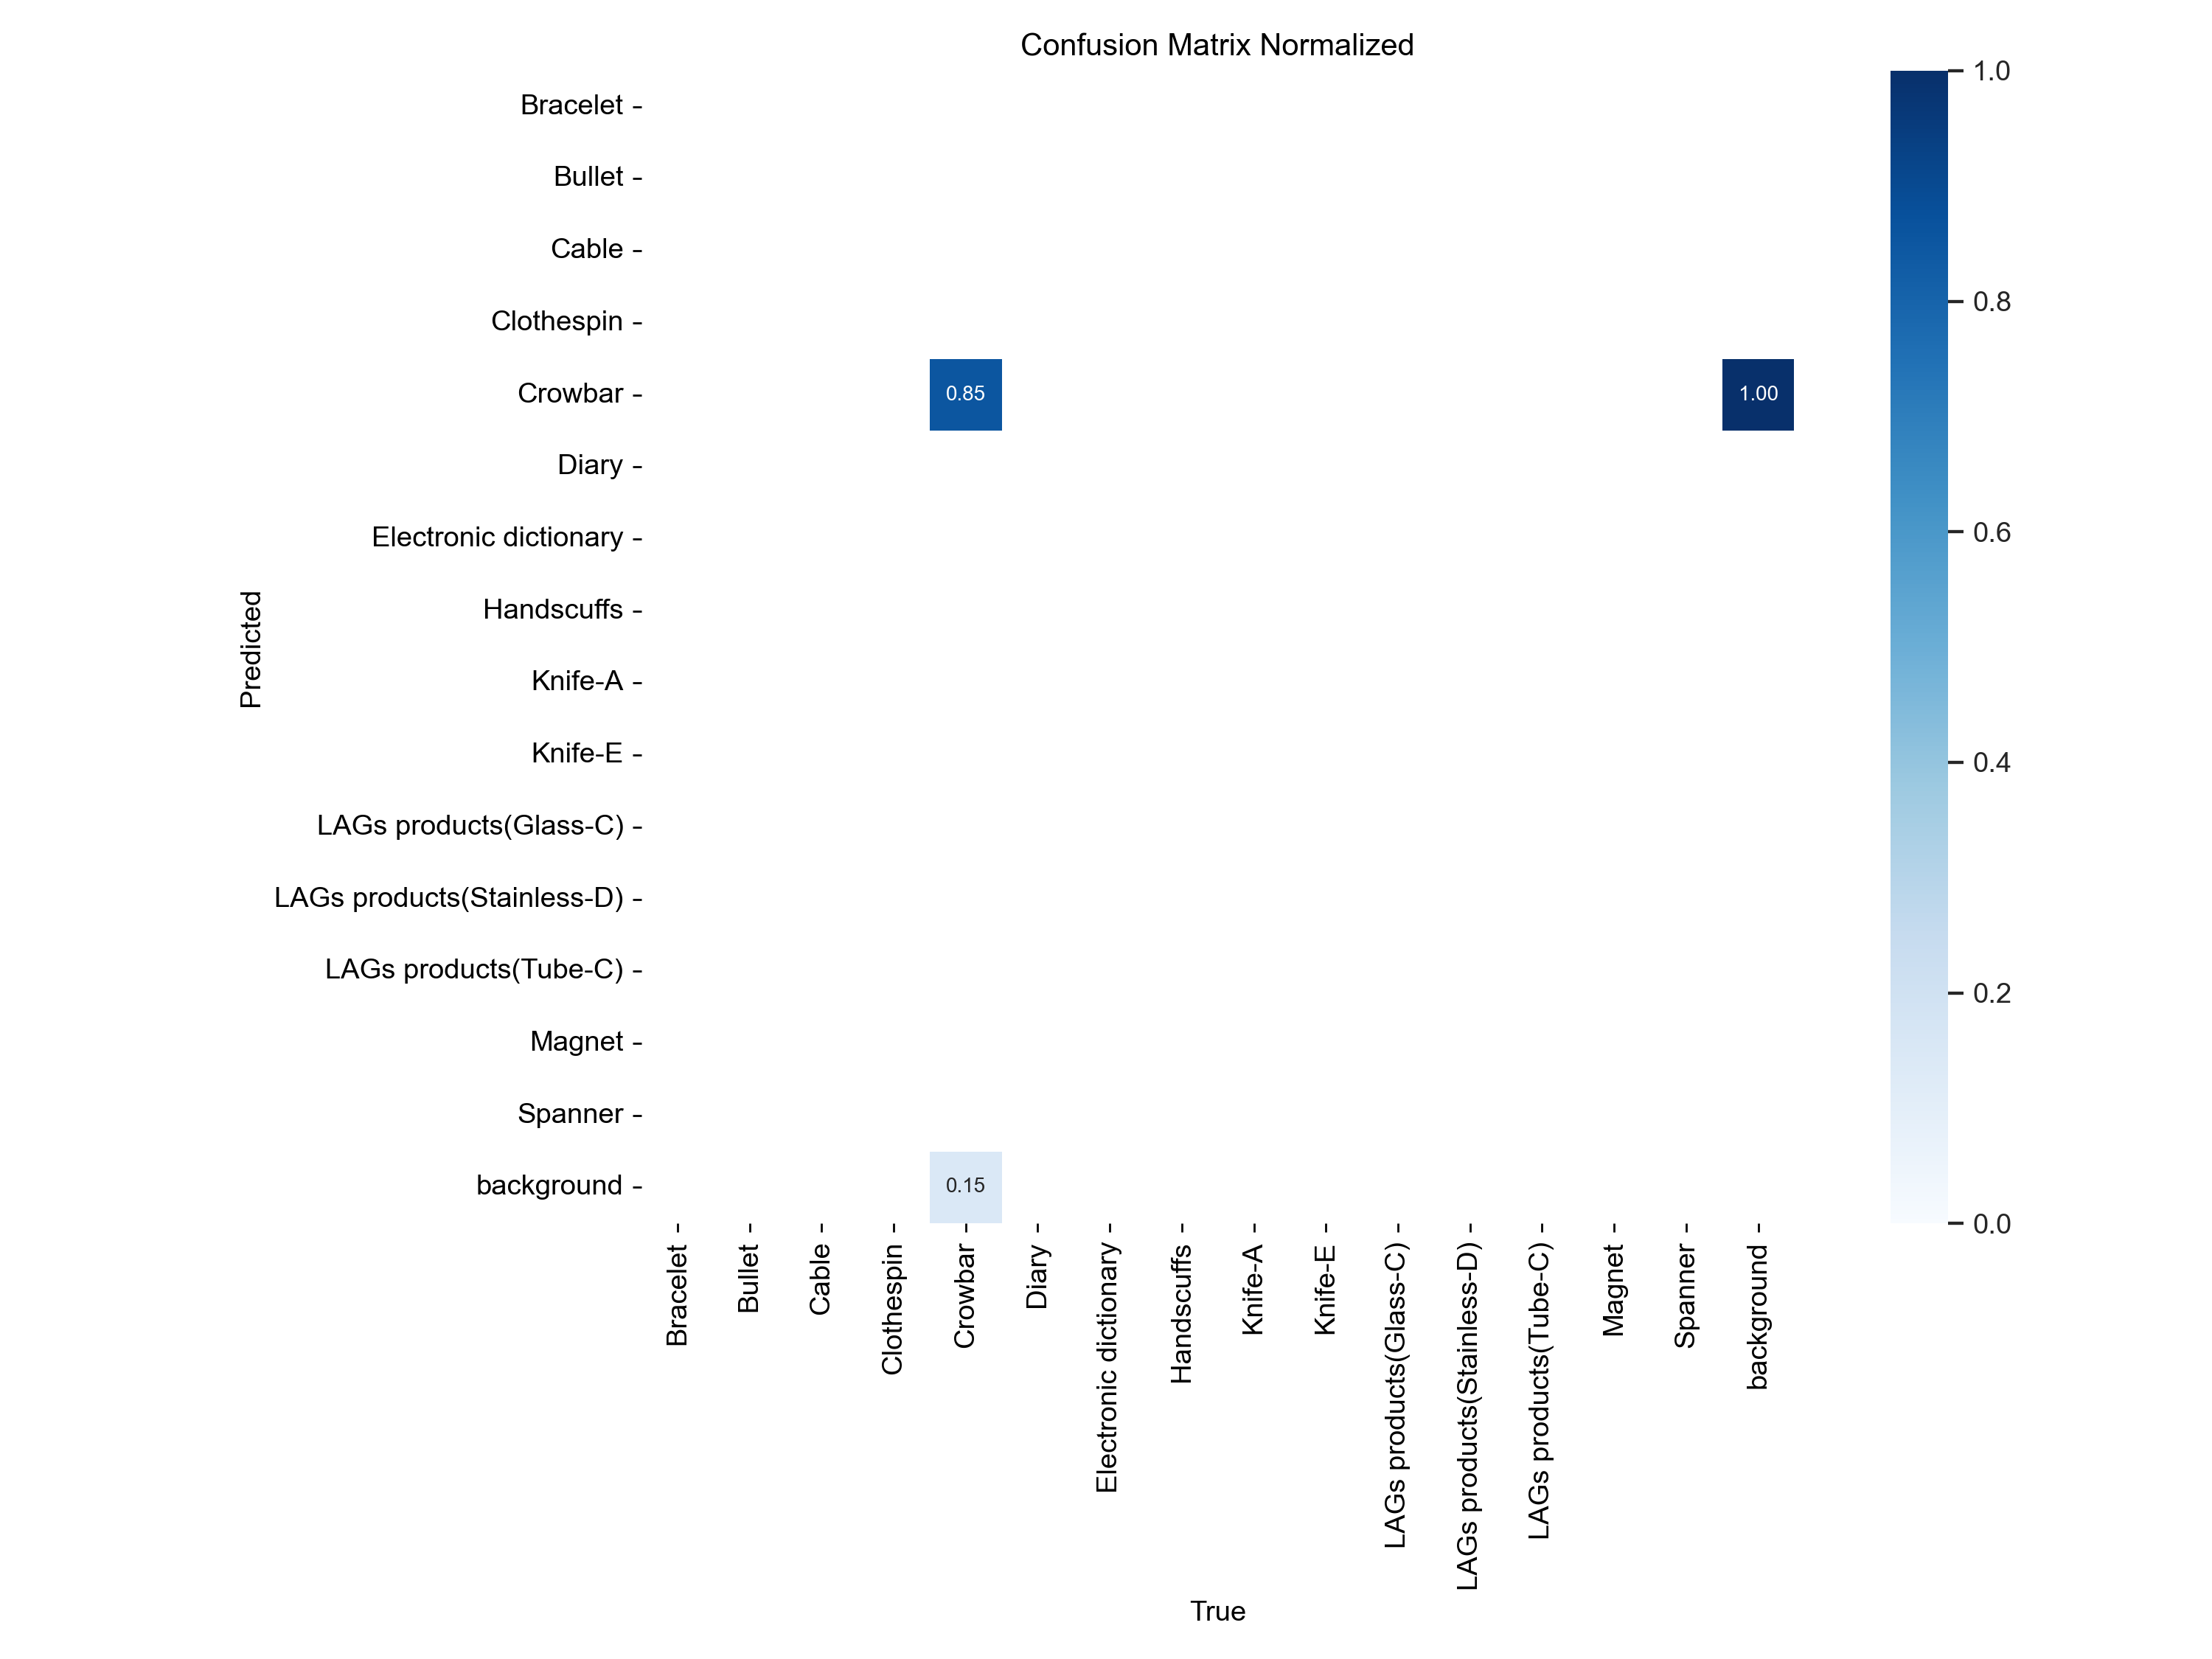 Confusion Matrix Normalized
Bracelet
Bullet
Cable
Clothespin
Crowbar
Diary
Electronic dictionary
Handscuffs
Knife-A
Knife-E
LAGs products(Glass-C)
LAGs products(Stainless-D)
LAGs products(Tube-C)
Magnet
Spanner
background
Predicted
0.85
1.00
0.15
1.0
0.8
0.6
0.4
0.2
0.0
Bracelet
Bullet
Cable
Clothespin
Crowbar
Diary
Electronic dictionary
Handscuffs
Knife-A
Knife-E
LAGs products(Glass-C)
LAGs products(Stainless-D)
LAGs products(Tube-C)
Magnet
Spanner
background
True